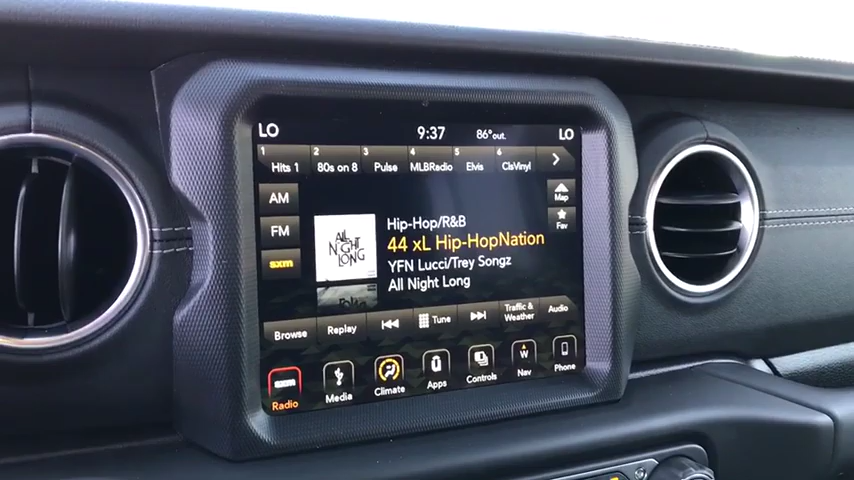 LO 9:37 86°out. LO
1 2 3 4 5 6
Hits 1 80s on 8 Pulse MLBRadio Elvis ClsVinyl
AM
Map
FM
Fav
sxm
ALL NIGHT LONG
Hip-Hop/R&B
44 xL Hip-HopNation
YFN Lucci/Trey Songz
All Night Long
Browse Replay Tune Traffic & Weather Audio
sxm W
Radio Media Climate Apps Controls Nav Phone